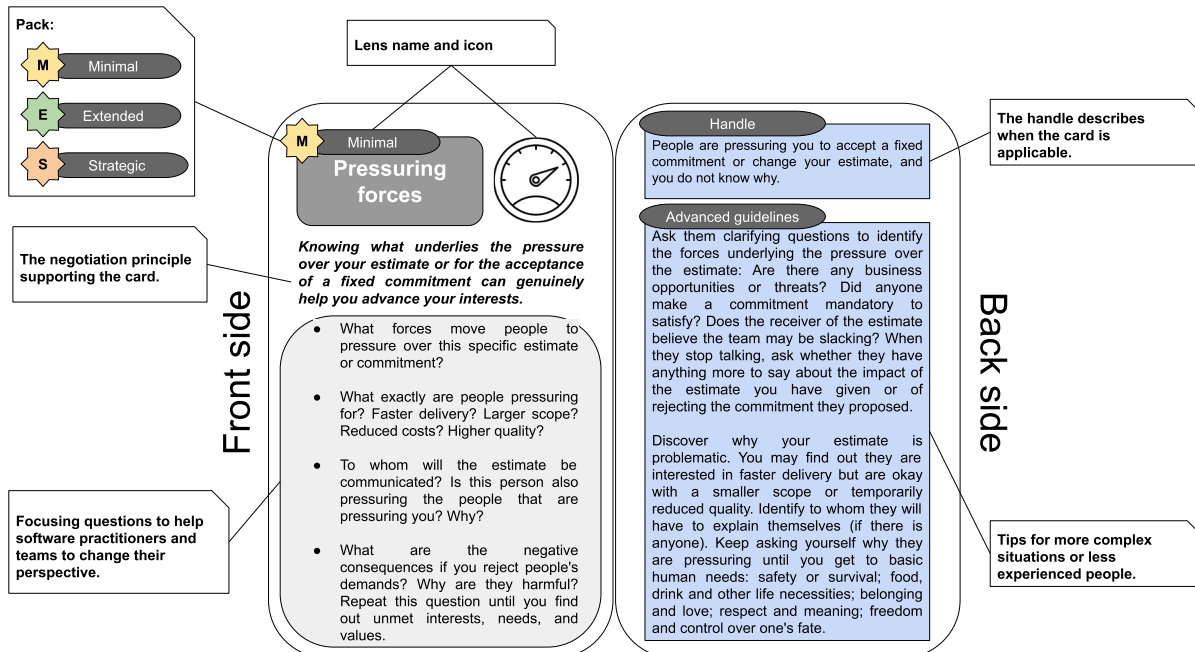 Pack:
M Minimal
E Extended
S Strategic
Lens name and icon
M Minimal
Pressuring
forces
Knowing what underlies the pressure
over your estimate or for the acceptance
of a fixed commitment can genuinely
help you advance your interests.
● What forces move people to
pressure over this specific estimate
or commitment?
● What exactly are people pressuring
for? Faster delivery? Larger scope?
Reduced costs? Higher quality?
● To whom will the estimate be
communicated? Is this person also
pressuring the people that are
pressuring you? Why?
● What are the negative
consequences if you reject people's
demands? Why are they harmful?
Repeat this question until you find
out unmet interests, needs, and
values.
The negotiation principle
supporting the card.
Front side
Focusing questions to help
software practitioners and
teams to change their
perspective.
Handle
People are pressuring you to accept a fixed
commitment or change your estimate, and
you do not know why.
Advanced guidelines
Ask them clarifying questions to identify
the forces underlying the pressure over
the estimate: Are there any business
opportunities or threats? Did anyone
make a commitment mandatory to
satisfy? Does the receiver of the estimate
believe the team may be slacking? When
they stop talking, ask whether they have
anything more to say about the impact of
the estimate you have given or of
rejecting the commitment they proposed.
Discover why your estimate is
problematic. You may find out they are
interested in faster delivery but are okay
with a smaller scope or temporarily
reduced quality. Identify to whom they will
have to explain themselves (if there is
anyone). Keep asking yourself why they
are pressuring until you get to basic
human needs: safety or survival; food,
drink and other life necessities; belonging
and love; respect and meaning; freedom
and control over one's fate.
Back side
The handle describes
when the card is
applicable.
Tips for more complex
situations or less
experienced people.